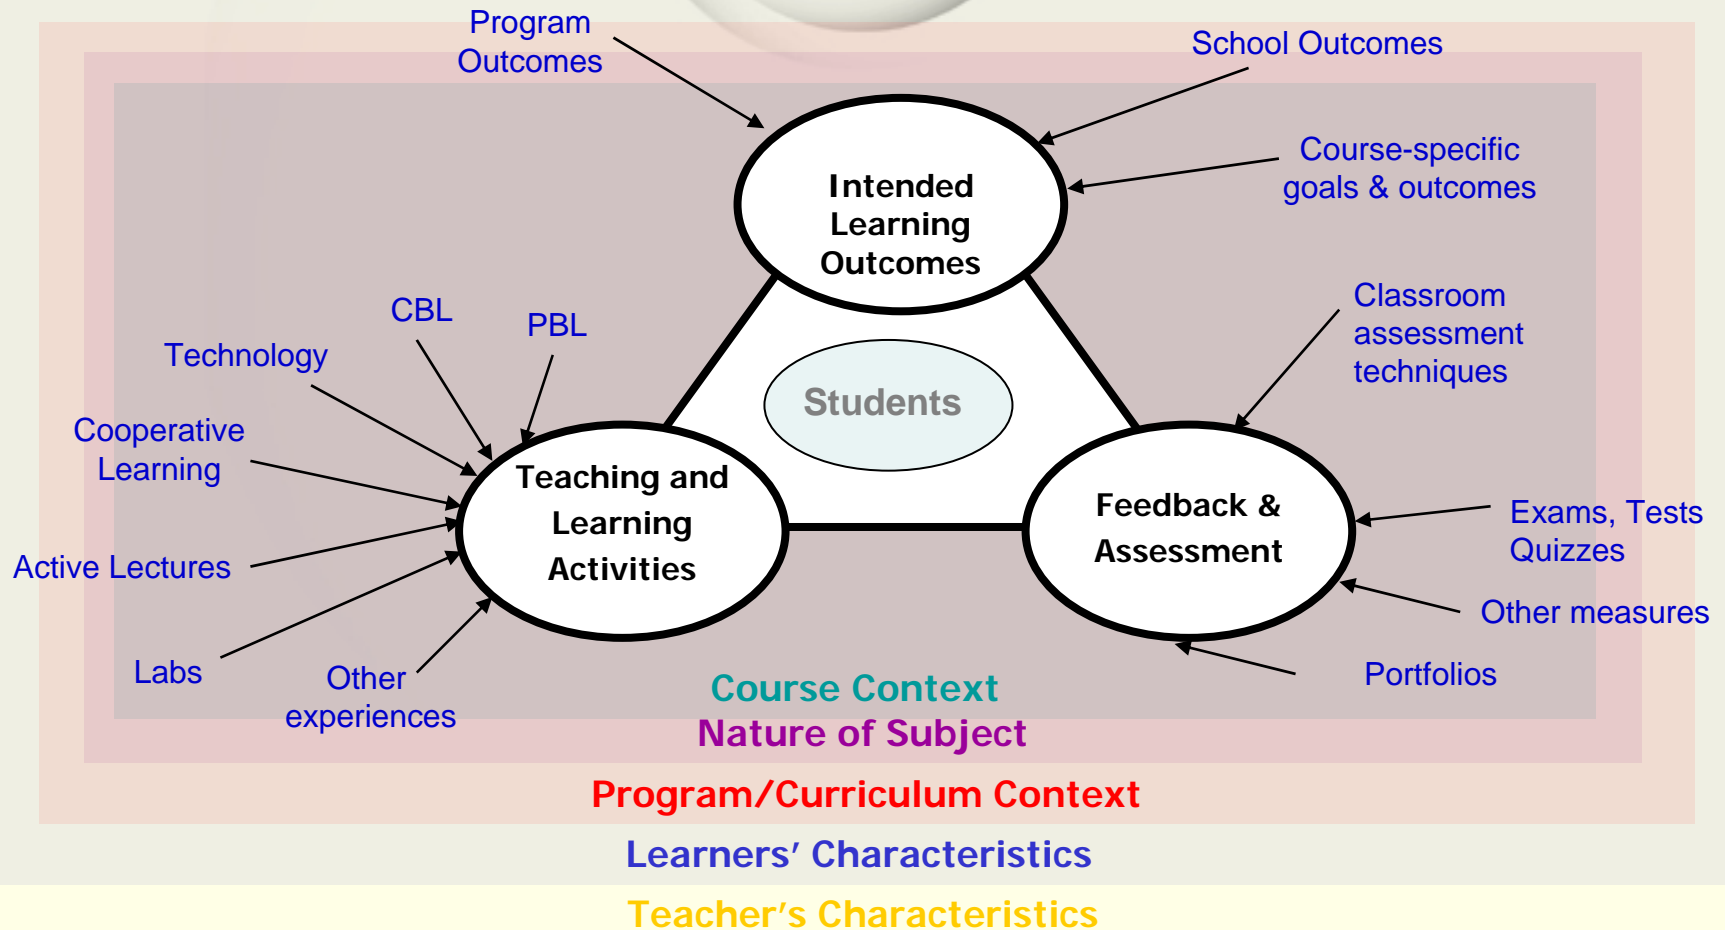 Program
Outcomes
School Outcomes
Course-specific
goals & outcomes
Intended
Learning
Outcomes
Classroom
assessment
techniques
CBL
PBL
Technology
Students
Cooperative
Learning
Teaching and
Learning
Activities
Feedback &
Assessment
Exams, Tests
Quizzes
Active Lectures
Other measures
Labs
Other
experiences
Portfolios
Course Context
Nature of Subject
Program/Curriculum Context
Learners’ Characteristics
Teacher’s Characteristics